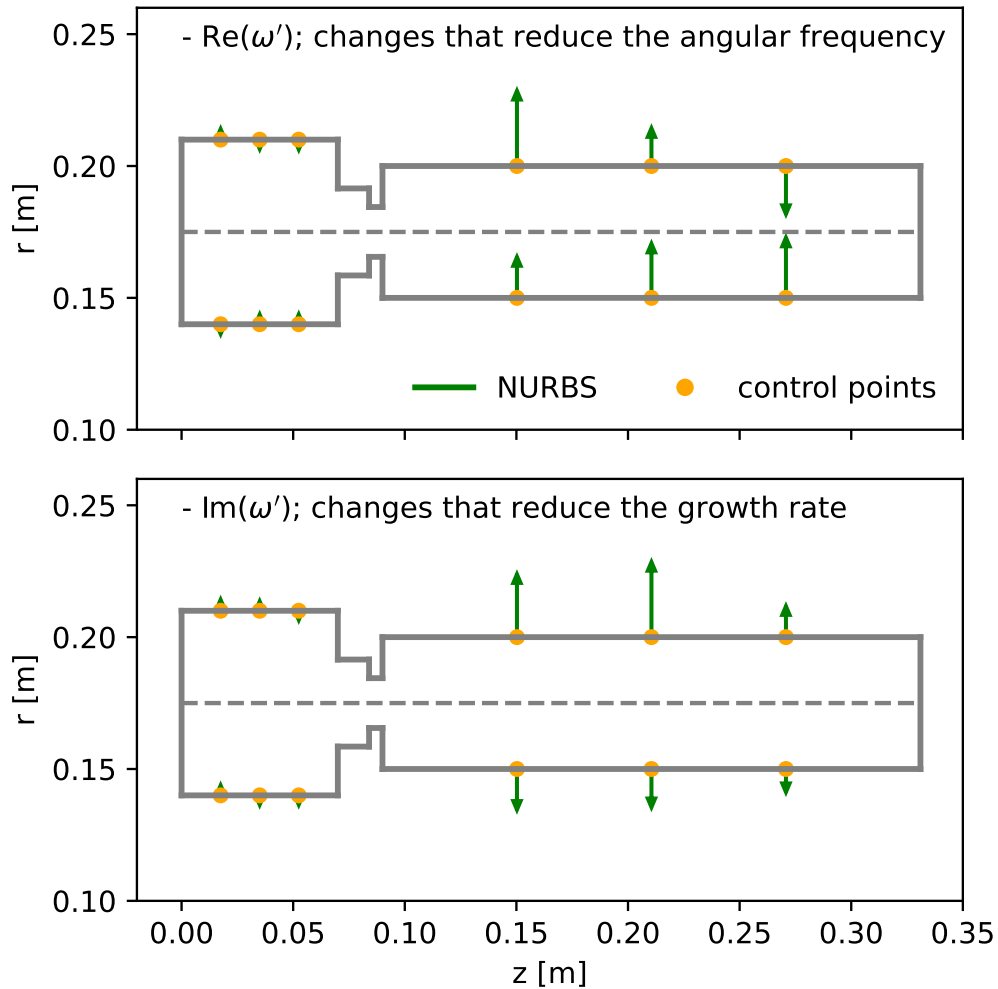 - Re(ω′); changes that reduce the angular frequency
0.25
0.20
0.15
0.10
r [m]
NURBS
control points
- Im(ω′); changes that reduce the growth rate
0.25
0.20
0.15
0.10
r [m]
0.00 0.05 0.10 0.15 0.20 0.25 0.30 0.35
z [m]